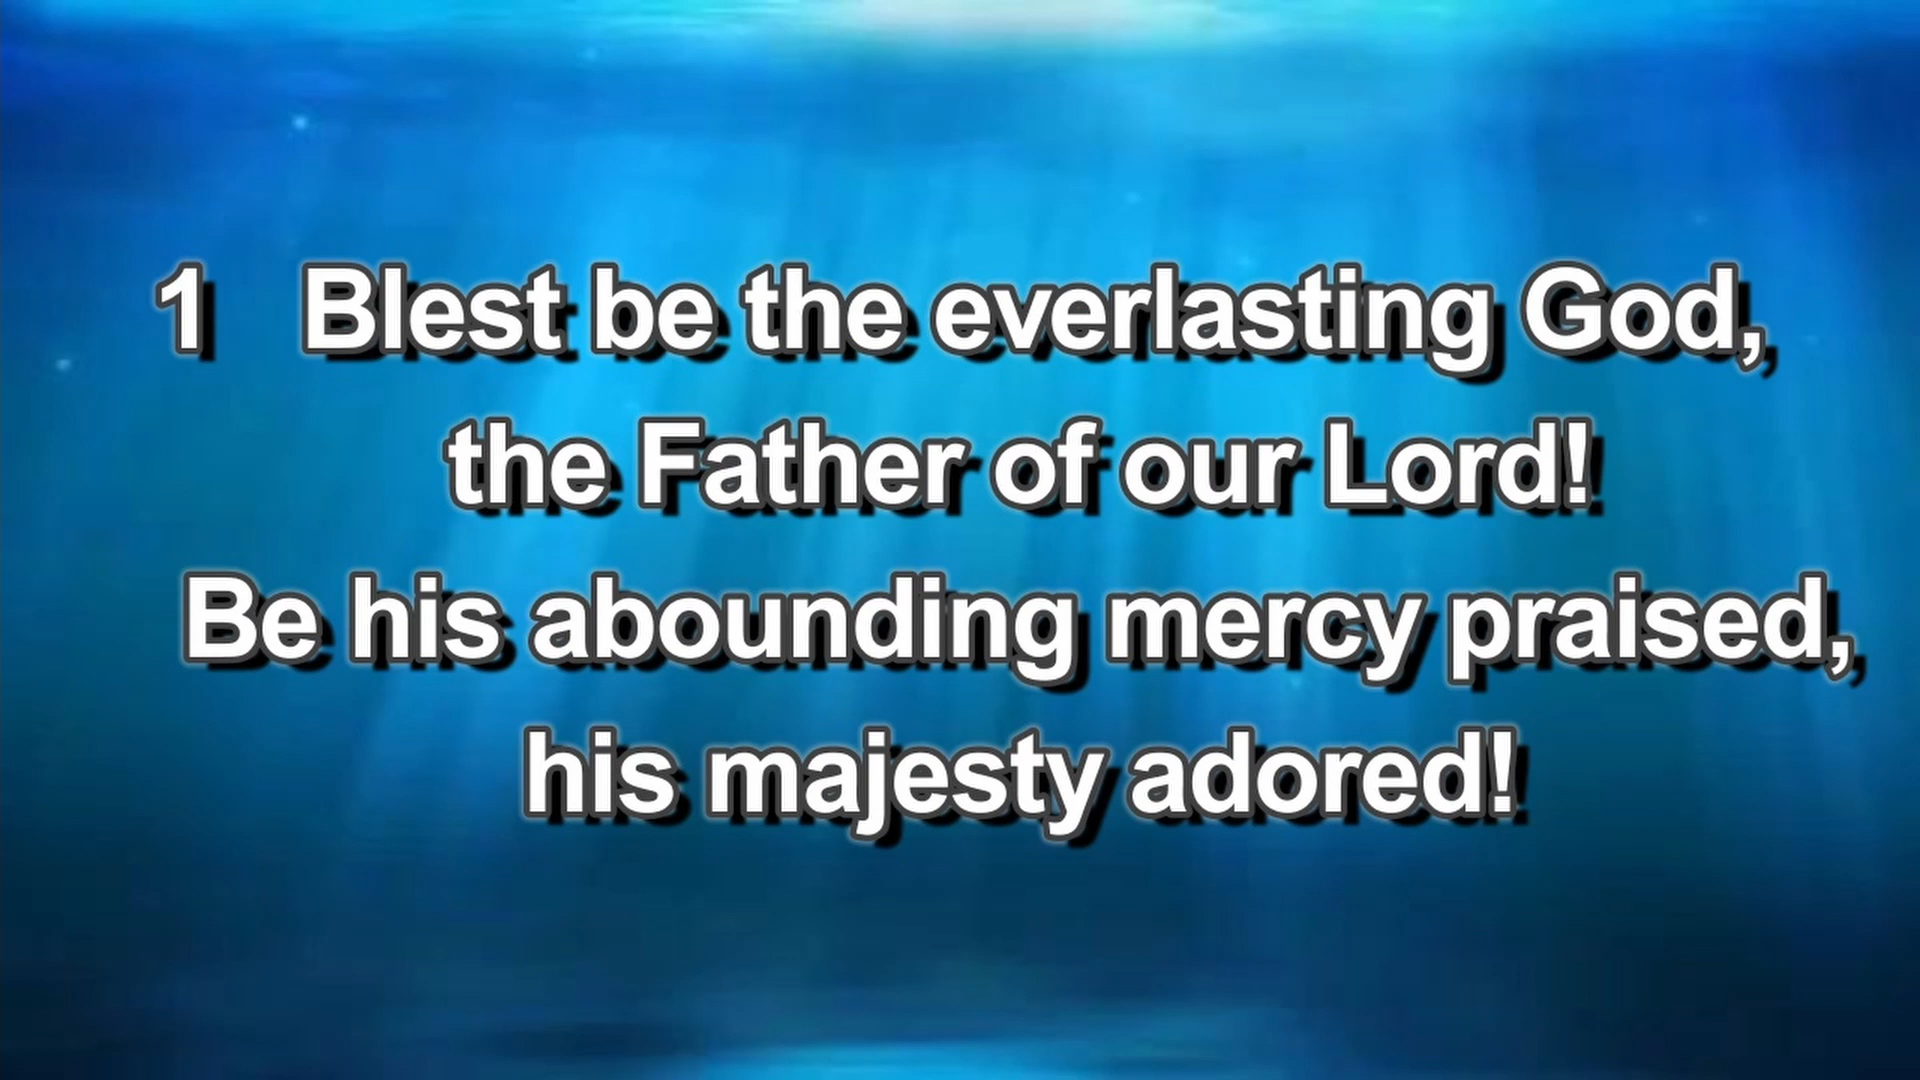 1 Blest be the everlasting God,
the Father of our Lord!
Be his abounding mercy praised,
his majesty adored!